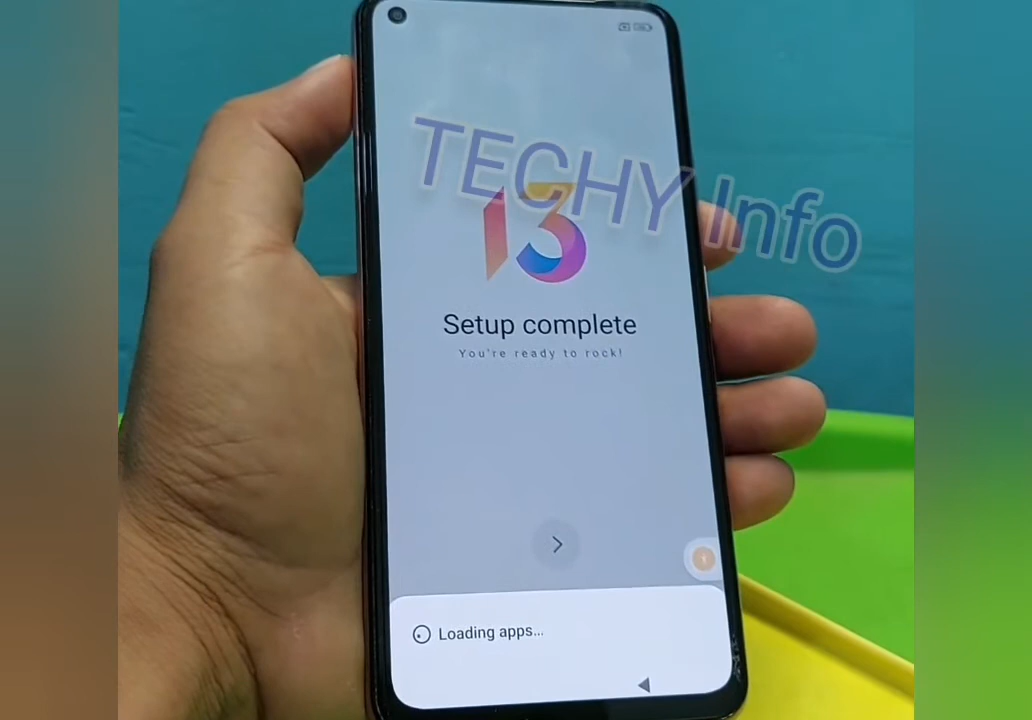 TECHY Info
13
Setup complete
You're ready to rock!
Loading apps...